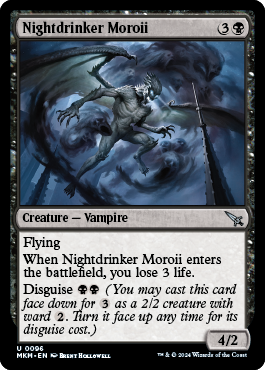 Nightdrinker Moroii 3
Creature — Vampire
Flying
When Nightdrinker Moroii enters
the battlefield, you lose 3 life.
Disguise (You may cast this card
face down for 3 as a 2/2 creature with
ward 2. Turn it face up any time for its
disguise cost.)
4/2
U 0096
MKM • EN Brent Hollowell
™ & © 2024 Wizards of the Coast